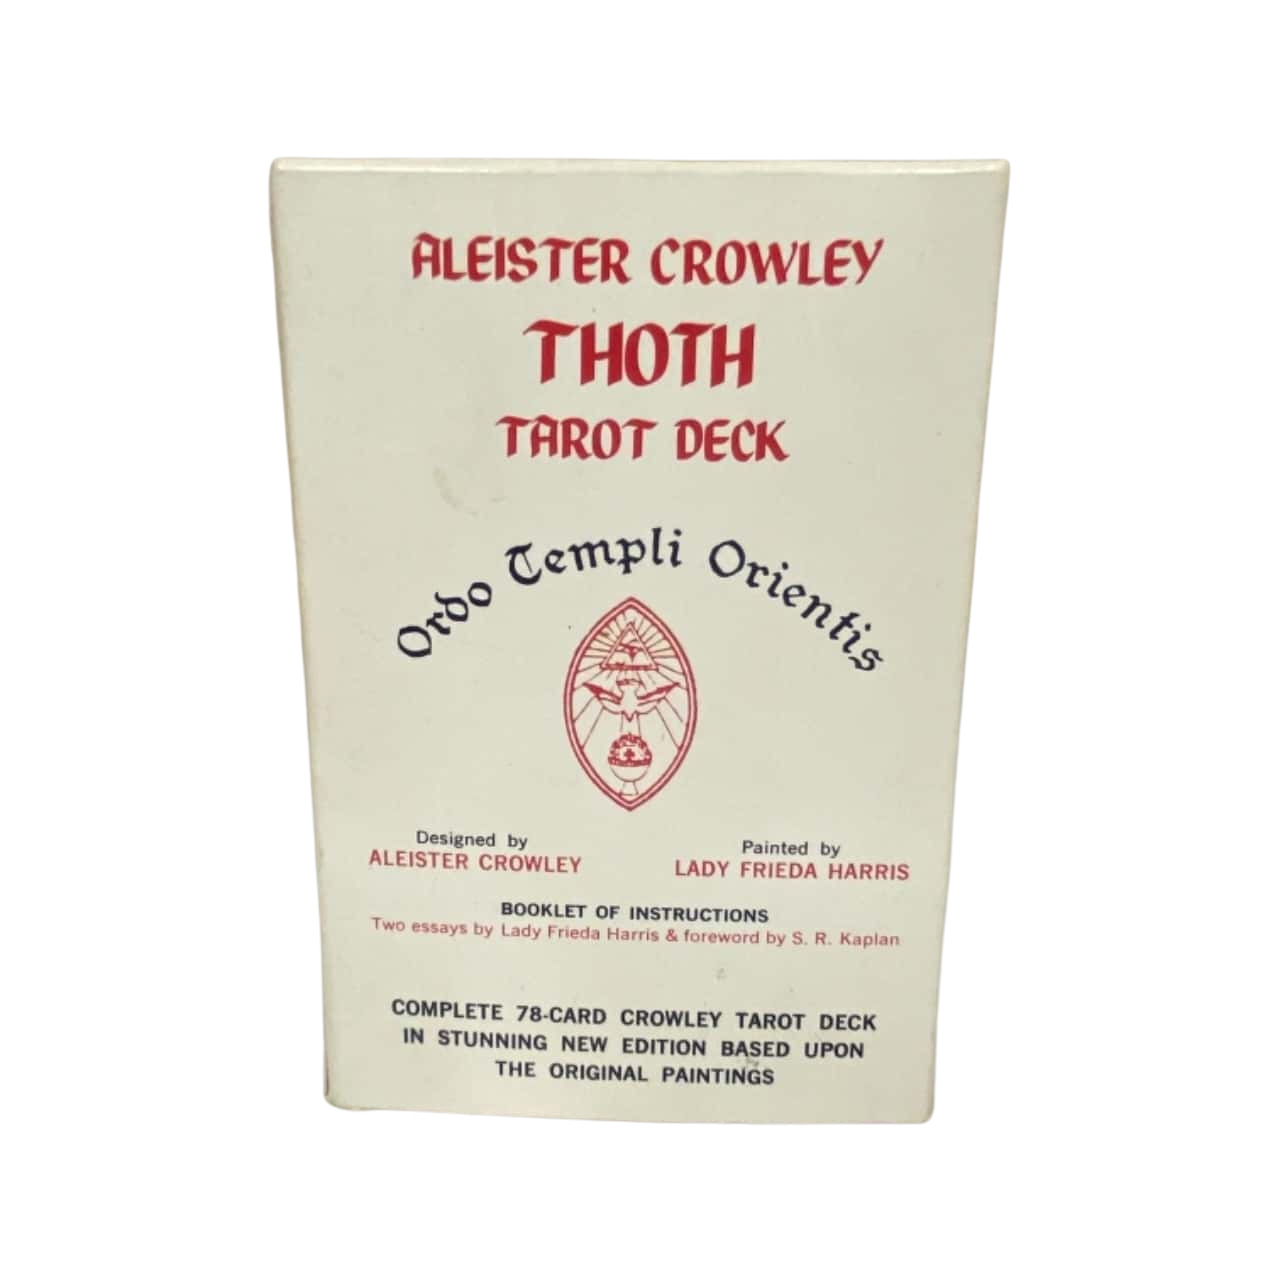 ALEISTER CROWLEY
THOTH
TAROT DECK
Ordo Templi Orientis
Designed by
ALEISTER CROWLEY
Painted by
LADY FRIEDA HARRIS
BOOKLET OF INSTRUCTIONS
Two essays by Lady Frieda Harris & foreword by S. R. Kaplan
COMPLETE 78-CARD CROWLEY TAROT DECK
IN STUNNING NEW EDITION BASED UPON
THE ORIGINAL PAINTINGS